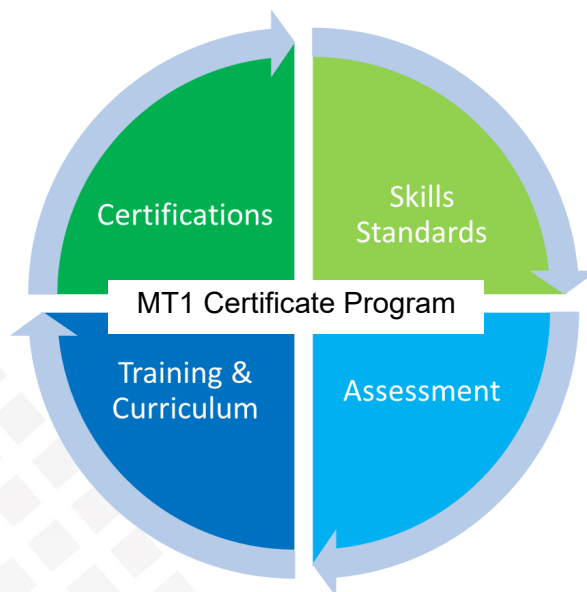 Certifications
Skills
Standards
MT1 Certificate Program
Training &
Curriculum
Assessment